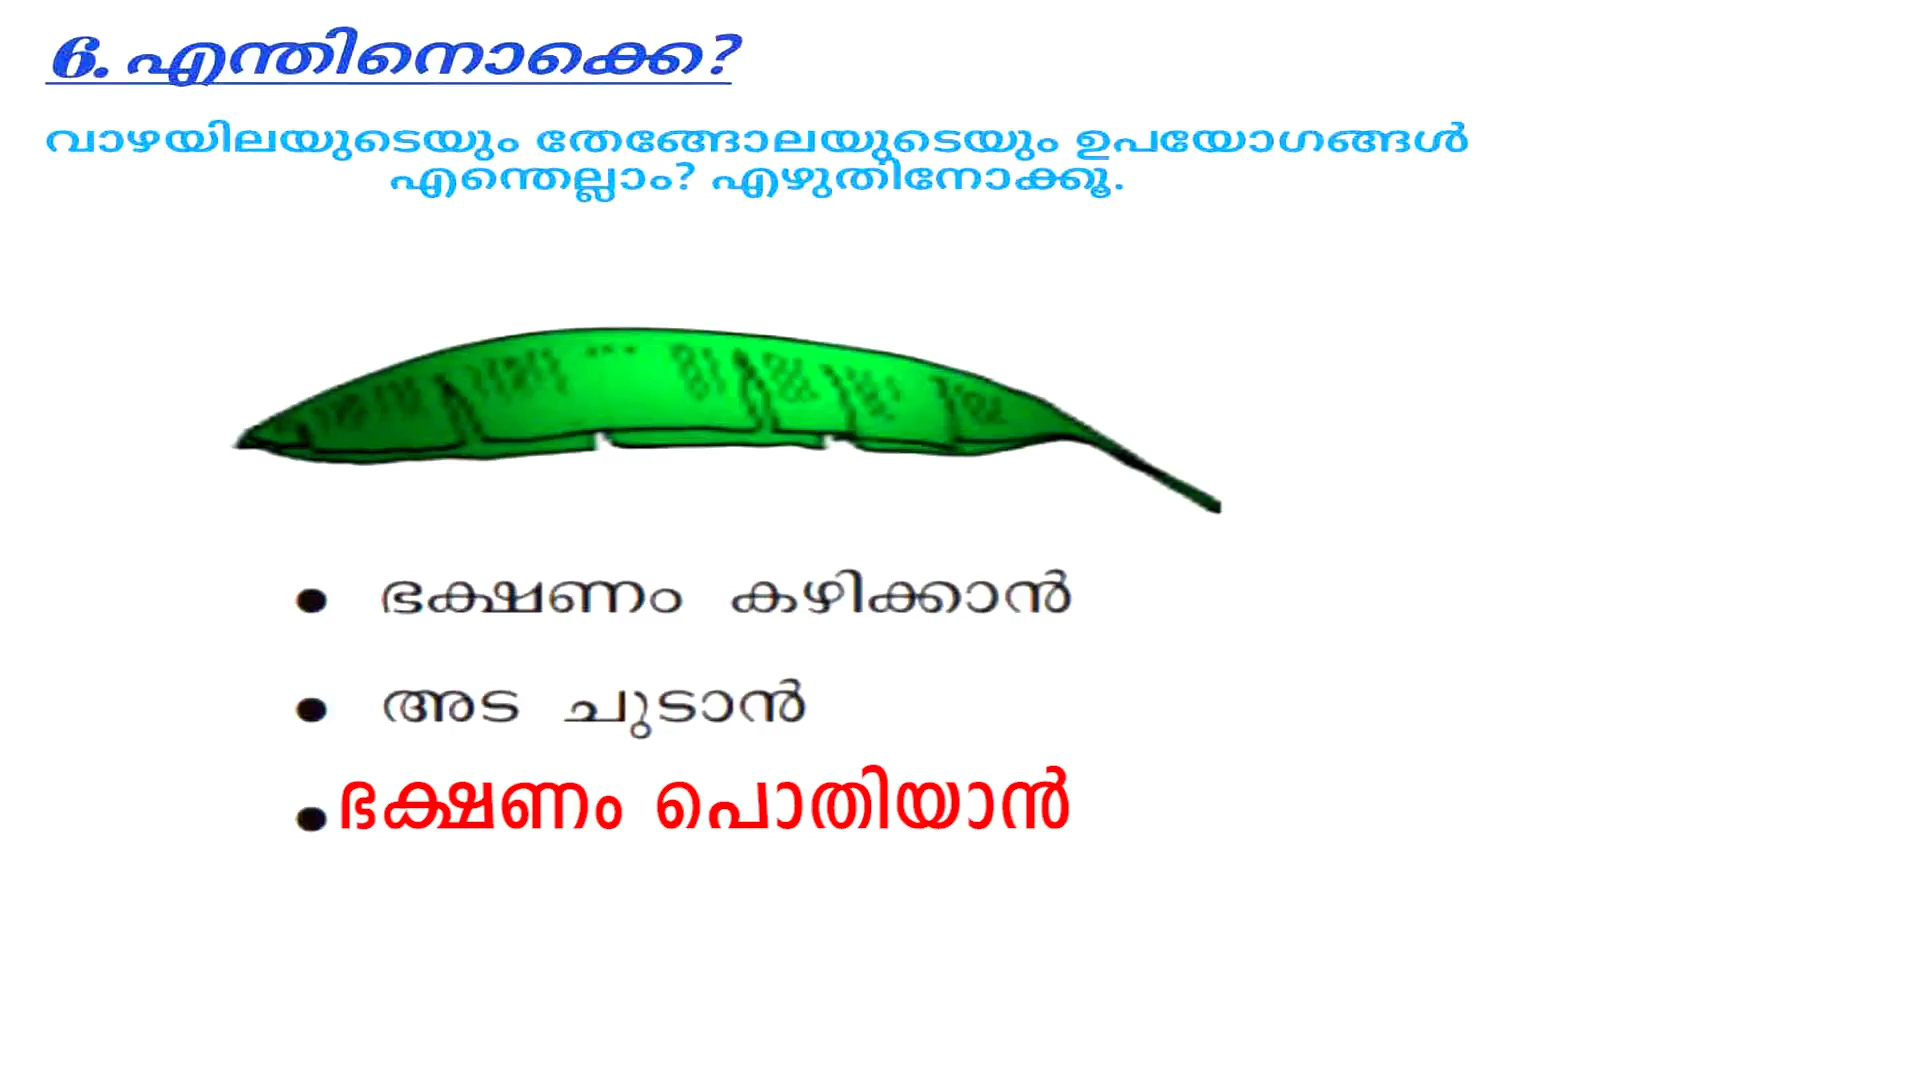 6. എന്തിനൊക്കെ?
വാഴയിലയുടെയും തേങ്ങോലയുടെയും ഉപയോഗങ്ങൾ
എന്തെല്ലാം? എഴുതിനോക്കൂ.
• ഭക്ഷണം കഴിക്കാൻ
• അട ചുടാൻ
• ഭക്ഷണം പൊതിയാൻ